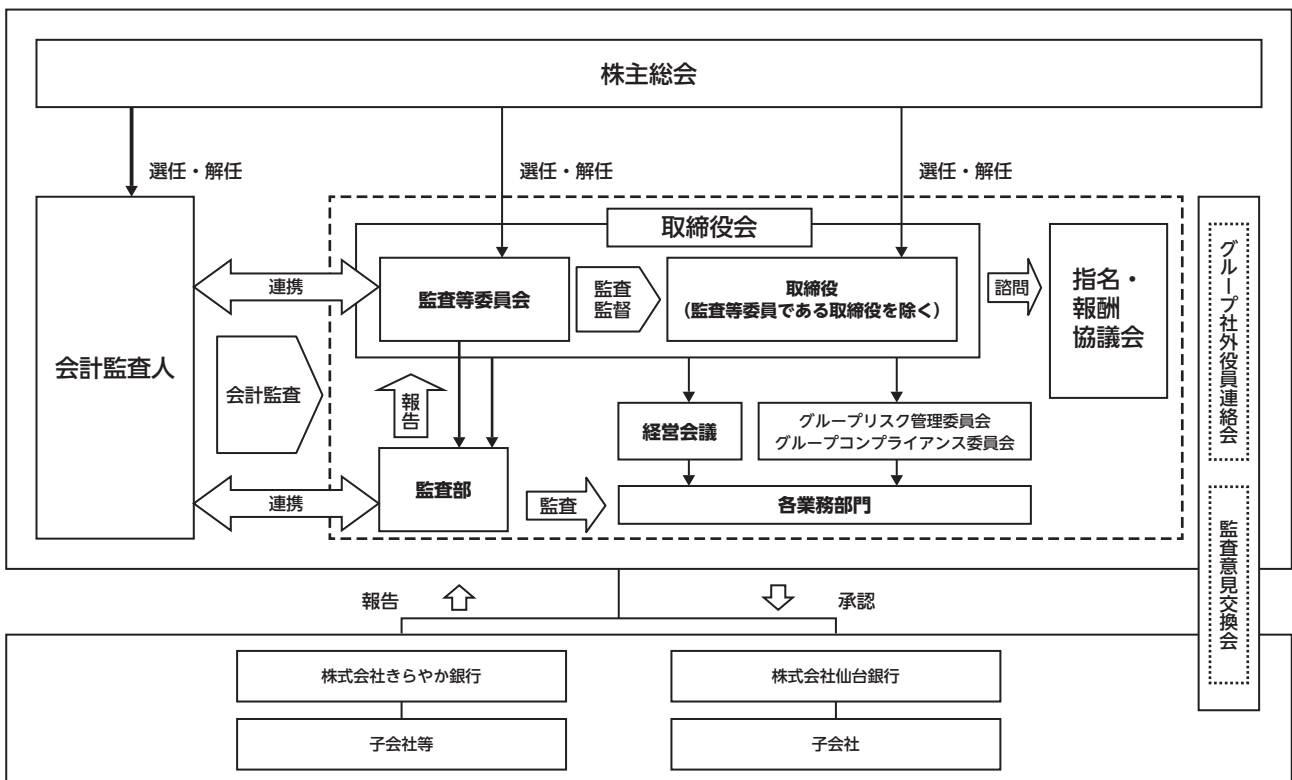 株主総会
選任・解任
選任・解任
選任・解任
取締役会
会計監査人
連携
監査等委員会
監査
監督
取締役
(監査等委員である取締役を除く)
諮問
指名・
報酬
協議会
グループ社外役員連絡会
会計監査
報告
経営会議
グループリスク管理委員会
グループコンプライアンス委員会
連携
監査部
監査
各業務部門
監査意見交換会
報告
承認
株式会社きらやか銀行
株式会社仙台銀行
子会社等
子会社